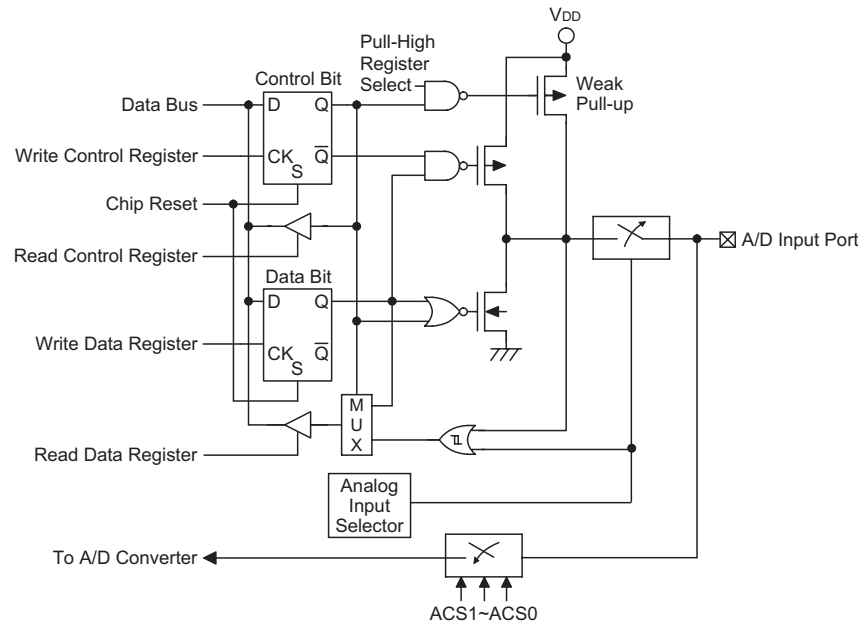 VDD
Pull-High
Register
Select
Control Bit
Weak
Pull-up
Data Bus
D
Q
Write Control Register
CK
Q
S
Chip Reset
Read Control Register
A/D Input Port
Data Bit
D
Q
Write Data Register
CK
Q
S
M
U
X
Read Data Register
Analog
Input
Selector
To A/D Converter
ACS1~ACS0